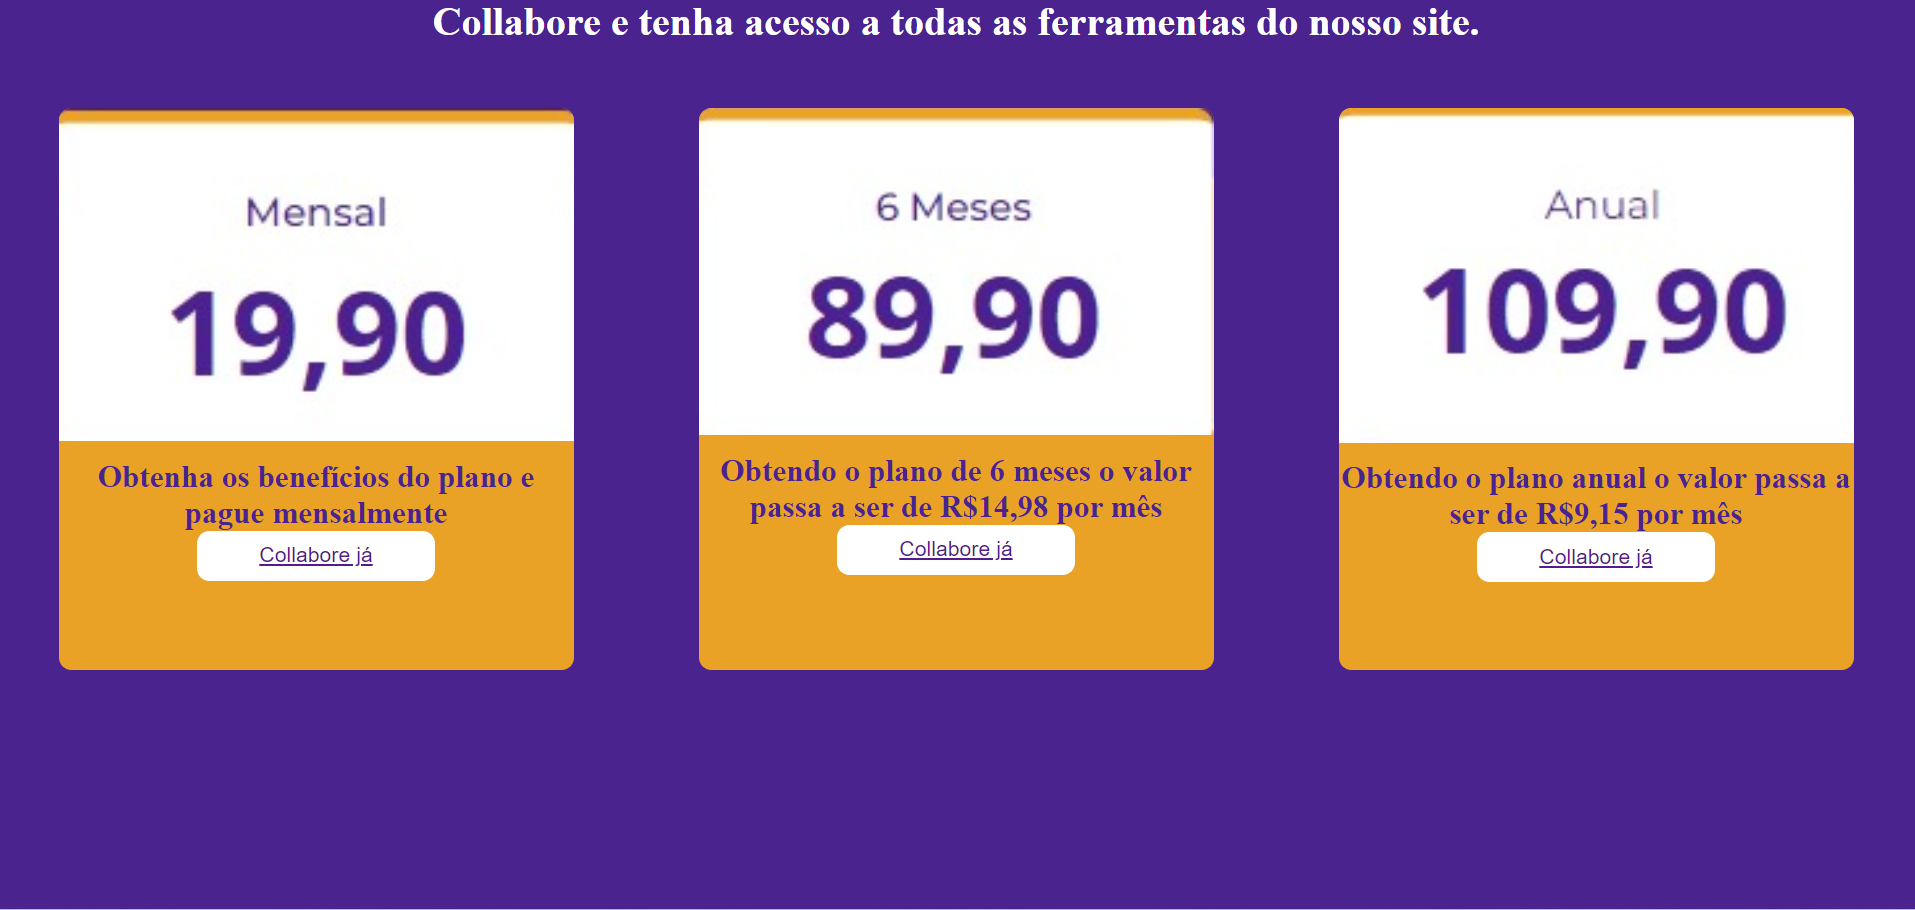 Collabore e tenha acesso a todas as ferramentas do nosso site.
Mensal
19,90
Obtenha os benefícios do plano e
pague mensalmente
Collabore já
6 Meses
89,90
Obtendo o plano de 6 meses o valor
passa a ser de R$14,98 por mês
Collabore já
Anual
109,90
Obtendo o plano anual o valor passa a
ser de R$9,15 por mês
Collabore já